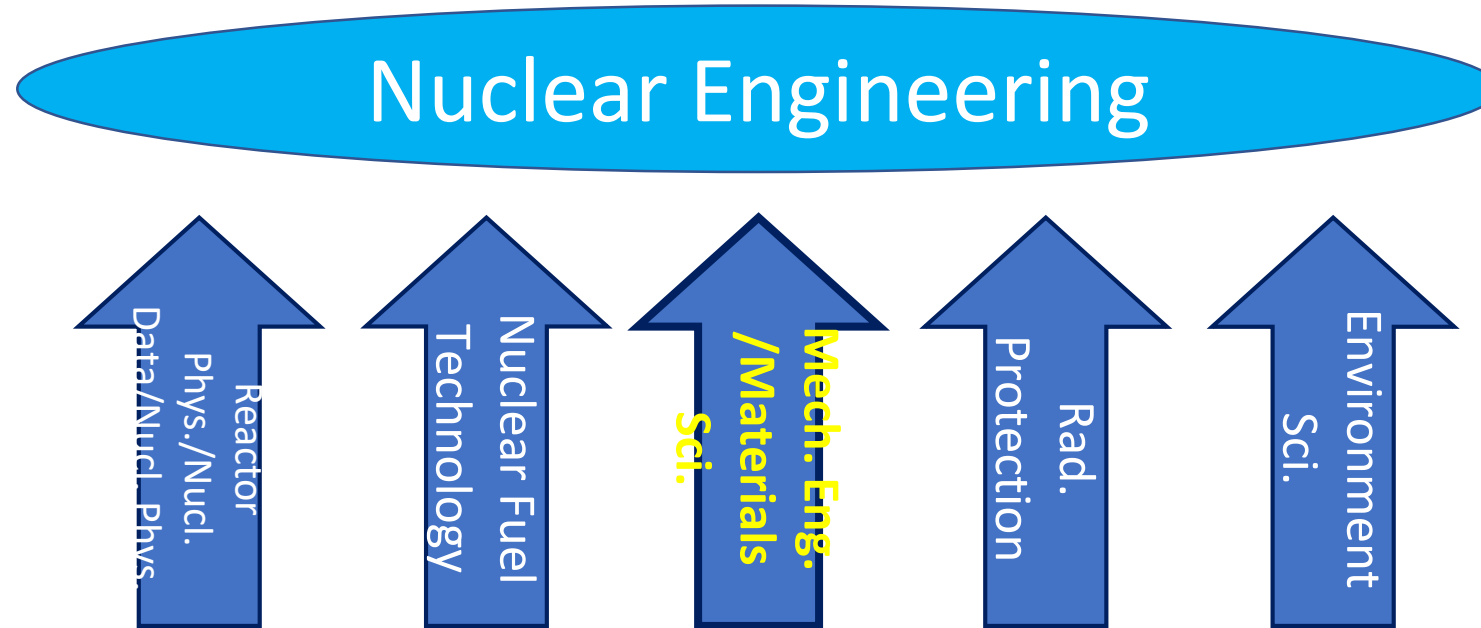 Nuclear Engineering
Reactor
Phys./Nucl.
Data/Nucl. Phys.
Nuclear Fuel
Technology
Mech. Eng.
/Materials
Sci.
Rad.
Protection
Environment
Sci.